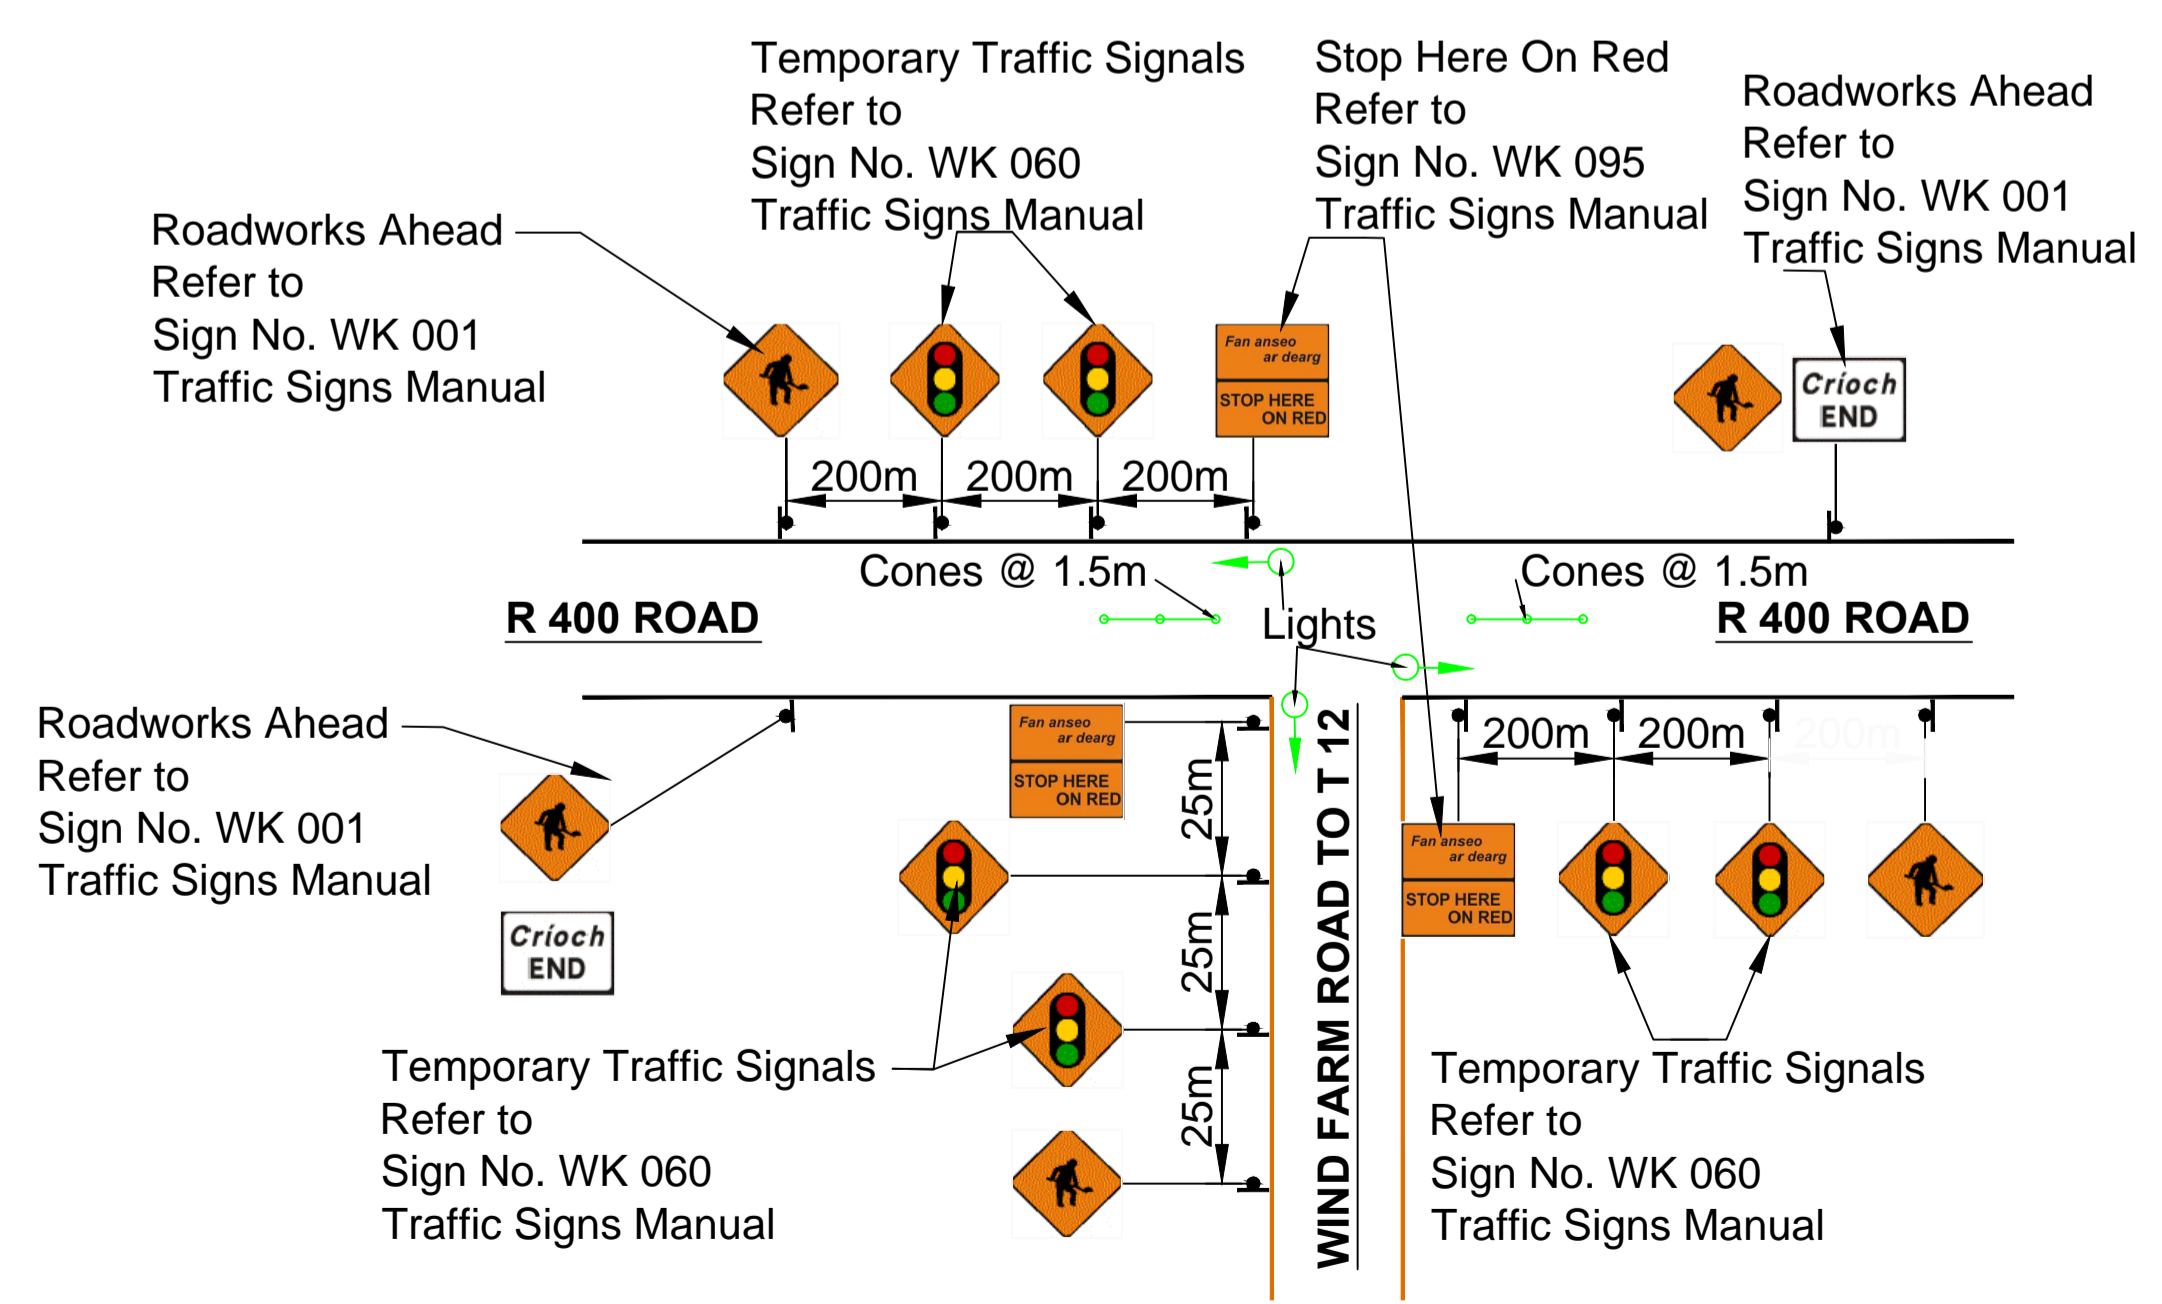 Temporary Traffic Signals
Refer to
Sign No. WK 060
Traffic Signs Manual
Stop Here On Red
Refer to
Sign No. WK 095
Traffic Signs Manual
Roadworks Ahead
Refer to
Sign No. WK 001
Traffic Signs Manual
Roadworks Ahead
Refer to
Sign No. WK 001
Traffic Signs Manual
Fan anseo
ar dearg
STOP HERE
ON RED
Críoch
END
200m
200m
200m
Cones @ 1.5m
Cones @ 1.5m
R 400 ROAD
Lights
R 400 ROAD
Roadworks Ahead
Refer to
Sign No. WK 001
Traffic Signs Manual
Críoch
END
Fan anseo
ar dearg
STOP HERE
ON RED
25m
25m
25m
WIND FARM ROAD TO T 12
200m
200m
200m
Fan anseo
ar dearg
STOP HERE
ON RED
Temporary Traffic Signals
Refer to
Sign No. WK 060
Traffic Signs Manual
Temporary Traffic Signals
Refer to
Sign No. WK 060
Traffic Signs Manual